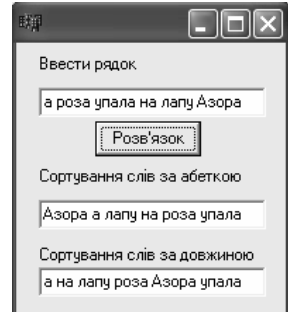 Ввести рядок
а роза упала на лапу Азора
Розв'язок
Сортування слів за абеткою
Азора а лапу на роза упала
Сортування слів за довжиною
а на лапу роза Азора упала